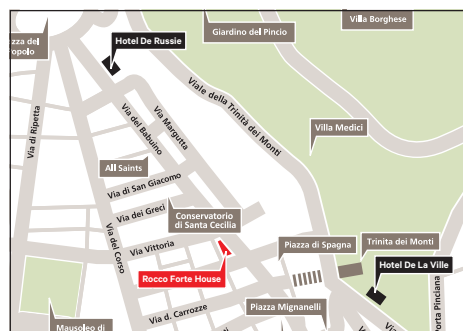 Villa Borghese
Giardino del Pincio
zza del
opolo
Hotel De Russie
Viale della Trinità dei Monti
Via di Ripetta
Via del Babuino
Via Margutta
Villa Medici
All Saints
Via di San Giacomo
Via dei Greci
Conservatorio
di Santa Cecilia
Via del Corso
Via Vittoria
Piazza di Spagna
Trinita dei Monti
Rocco Forte House
Hotel De La Ville
Porta Pinciana
Via d. Carrozze
Piazza Mignanelli
Mausoleo di